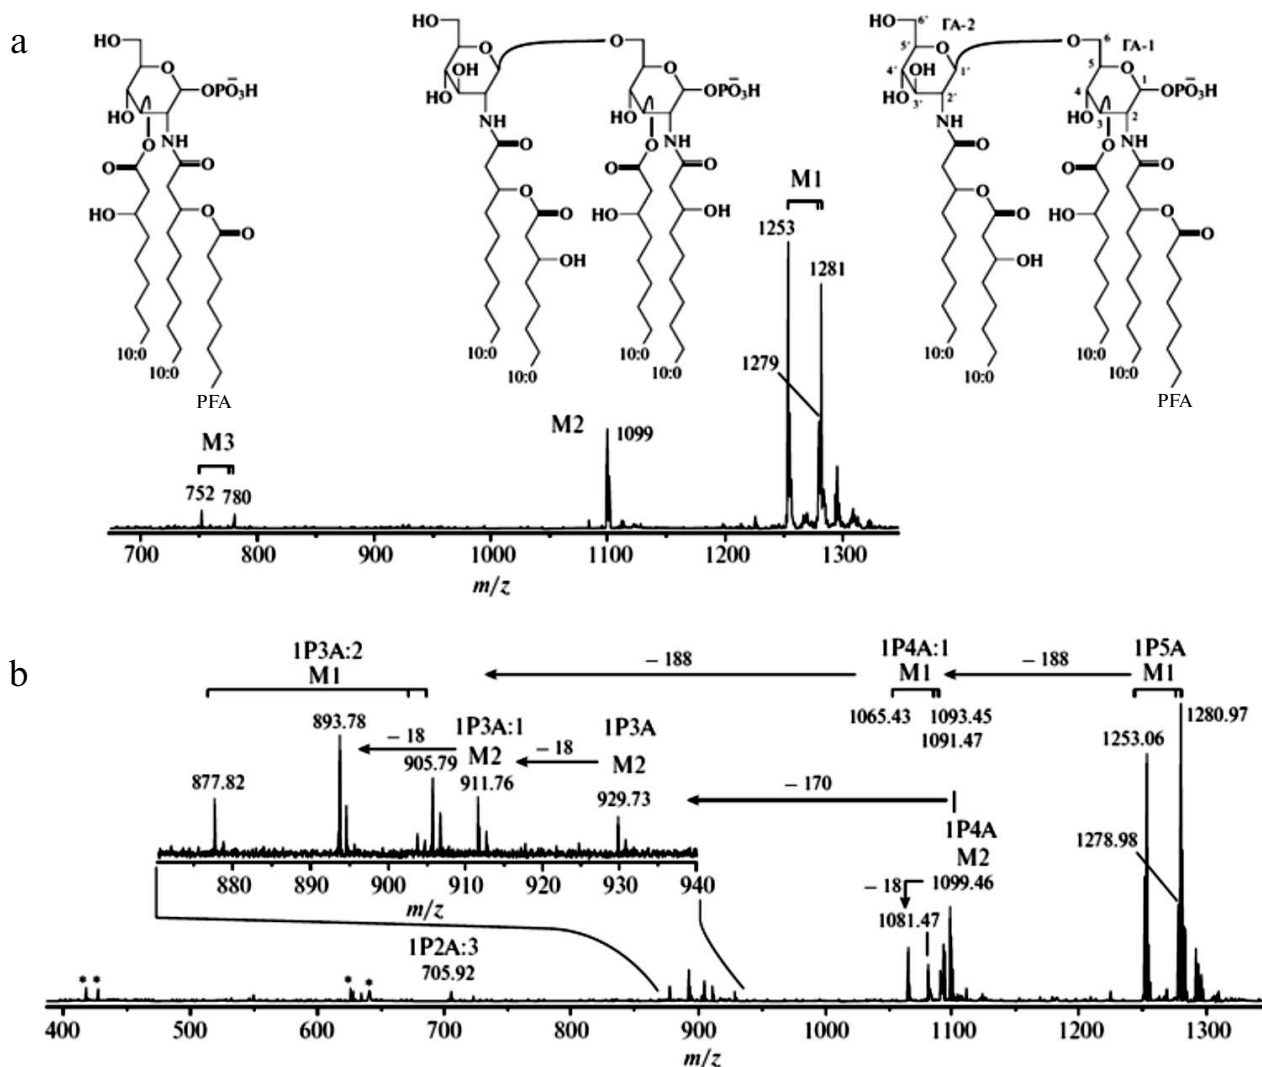 a
HO 6′ ГА-2
HO
O
5′
4′ OH
HO 3′ 2′ 1′
NH
O
O
O
OH
10:0
10:0
O 6 ГА-1
5 O
4 1 OPO₃H
HO 3 2
O NH
O O
HO O
O
10:0
10:0
PFA
HO
O
OPO₃H
HO
O NH
O O
HO O
O
10:0
10:0
PFA
HO
O
OH
HO
NH
O
O
O
OH
10:0
10:0
O
O
OPO₃H
HO
O NH
O O
HO OH
10:0
10:0
M1
1253
1281
1279
M2
1099
M3
752 780
700 800 900 1000 1100 1200 1300
m/z
b
1P3A:2
M1
– 188
1P4A:1
M1
– 188
1P5A
M1
1065.43 1093.45
1091.47
1280.97
1253.06
1278.98
893.78
– 18
1P3A:1
M2
– 18
1P3A
M2
905.79
911.76
877.82
929.73
– 170
1P4A
M2
– 18
1099.46
1081.47
880 890 900 910 920 930 940
m/z
1P2A:3
705.92
* * * *
400 500 600 700 800 900 1000 1100 1200 1300
m/z